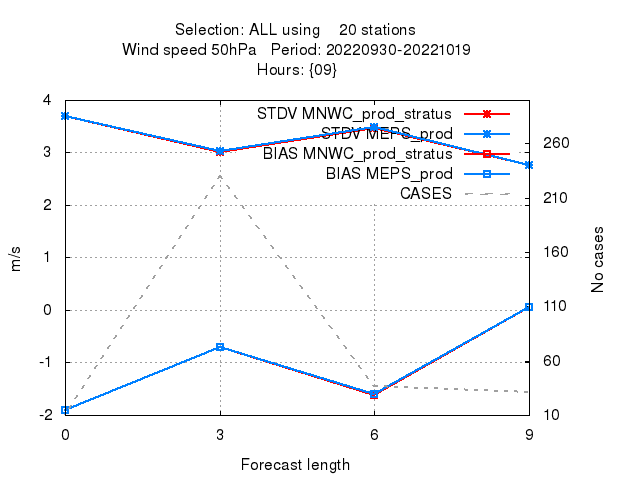 Selection: ALL using 20 stations
Wind speed 50hPa Period: 20220930-20221019
Hours: {09}
STDV MNWC_prod_stratus
STDV MEPS_prod
BIAS MNWC_prod_stratus
BIAS MEPS_prod
CASES
4
3
2
1
0
-1
-2
m/s
260
210
160
110
60
10
No cases
0 3 6 9
Forecast length